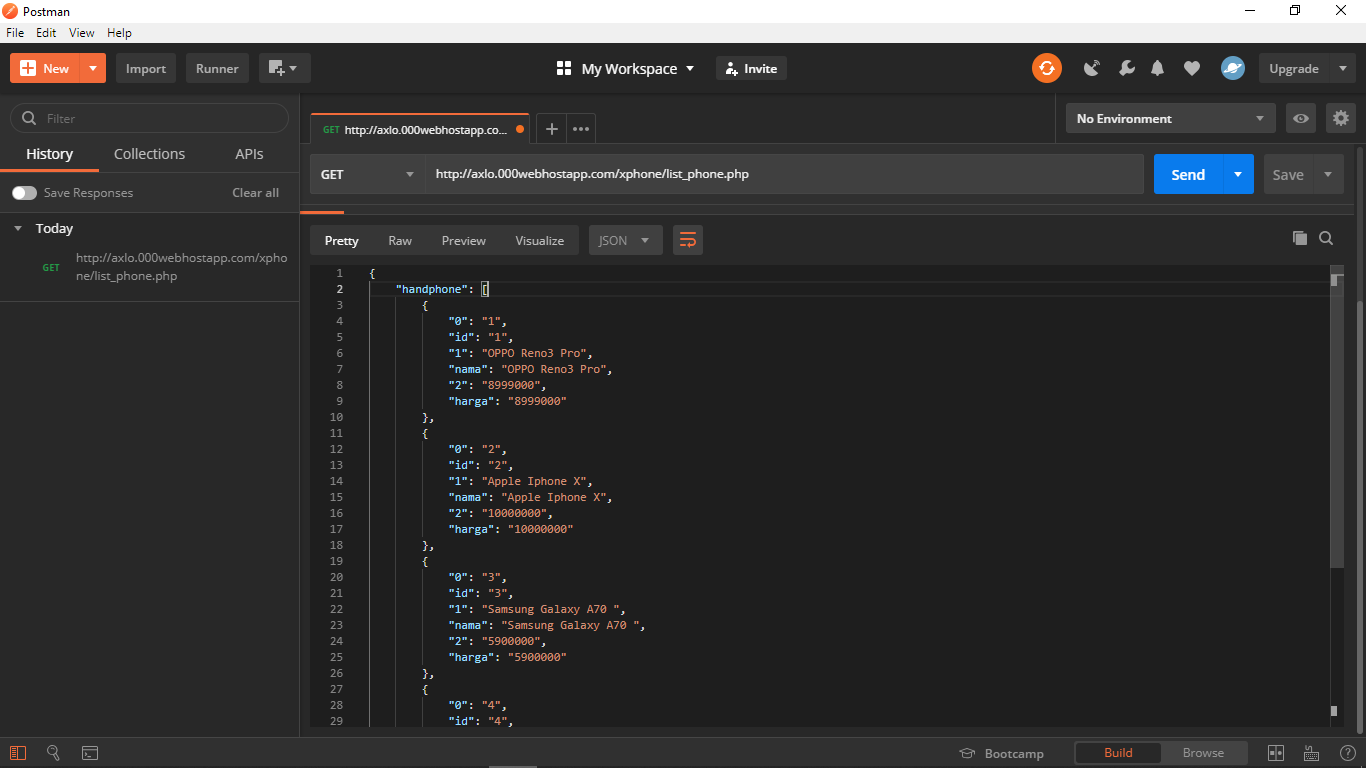 Postman
File Edit View Help
New Import Runner My Workspace Invite Upgrade
Filter
History Collections APIs
Save Responses Clear all
Today
GET http://axlo.000webhostapp.com/xpho
ne/list_phone.php
GET http://axlo.000webhostapp.co... No Environment
GET http://axlo.000webhostapp.com/xphone/list_phone.php Send Save
Pretty Raw Preview Visualize JSON
1 {
2 "handphone": [
3 {
4 "0": "1",
5 "id": "1",
6 "1": "OPPO Reno3 Pro",
7 "nama": "OPPO Reno3 Pro",
8 "2": "8999000",
9 "harga": "8999000"
10 },
11 {
12 "0": "2",
13 "id": "2",
14 "1": "Apple Iphone X",
15 "nama": "Apple Iphone X",
16 "2": "10000000",
17 "harga": "10000000"
18 },
19 {
20 "0": "3",
21 "id": "3",
22 "1": "Samsung Galaxy A70 ",
23 "nama": "Samsung Galaxy A70 ",
24 "2": "5900000",
25 "harga": "5900000"
26 },
27 {
28 "0": "4",
29 "id": "4",
Bootcamp Build Browse